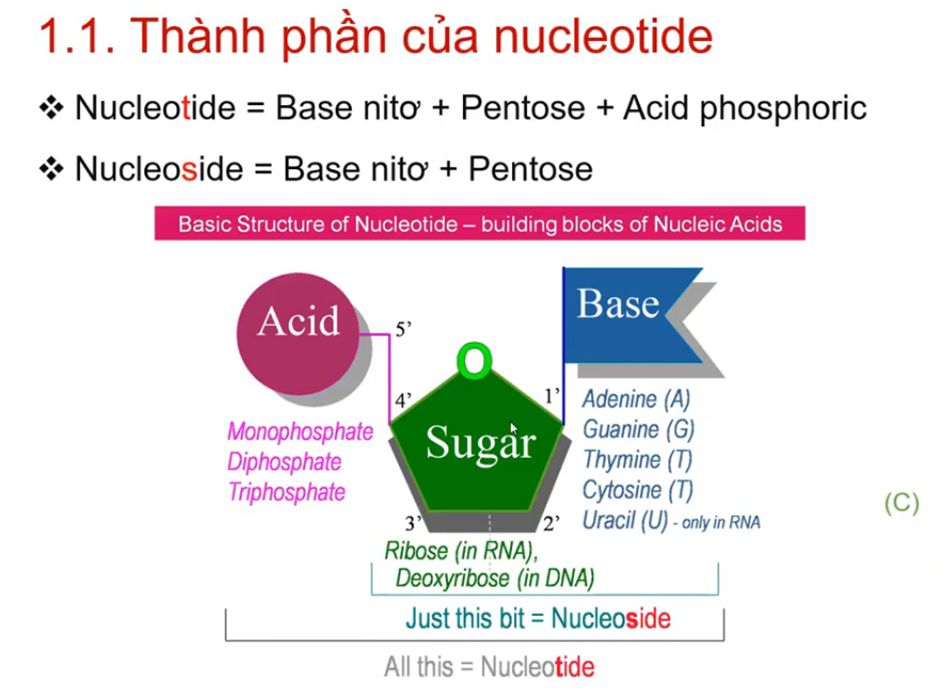 1.1. Thành phần của nucleotide
❖ Nucleotide = Base nitơ + Pentose + Acid phosphoric
❖ Nucleoside = Base nitơ + Pentose
Basic Structure of Nucleotide – building blocks of Nucleic Acids
Acid
5’
O
Base
4’
1’
Sugar
3’
2’
Monophosphate
Diphosphate
Triphosphate
Adenine (A)
Guanine (G)
Thymine (T)
Cytosine (T)
Uracil (U) - only in RNA
(C)
Ribose (in RNA),
Deoxyribose (in DNA)
Just this bit = Nucleoside
All this = Nucleotide